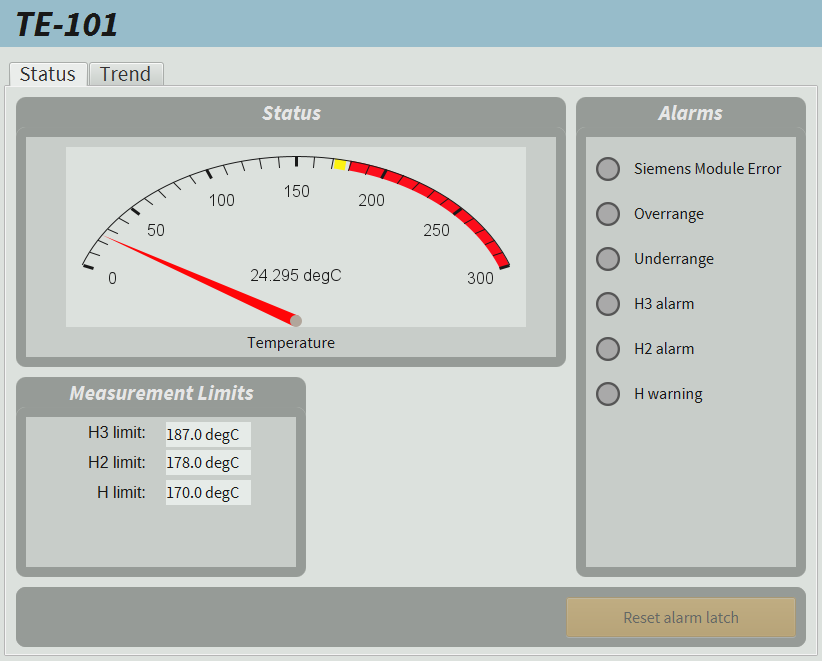 TE-101
Status Trend
Status
0 50 100 150 200 250 300
24.295 degC
Temperature
Alarms
Siemens Module Error
Overrange
Underrange
H3 alarm
H2 alarm
H warning
Measurement Limits
H3 limit: 187.0 degC
H2 limit: 178.0 degC
H limit: 170.0 degC
Reset alarm latch